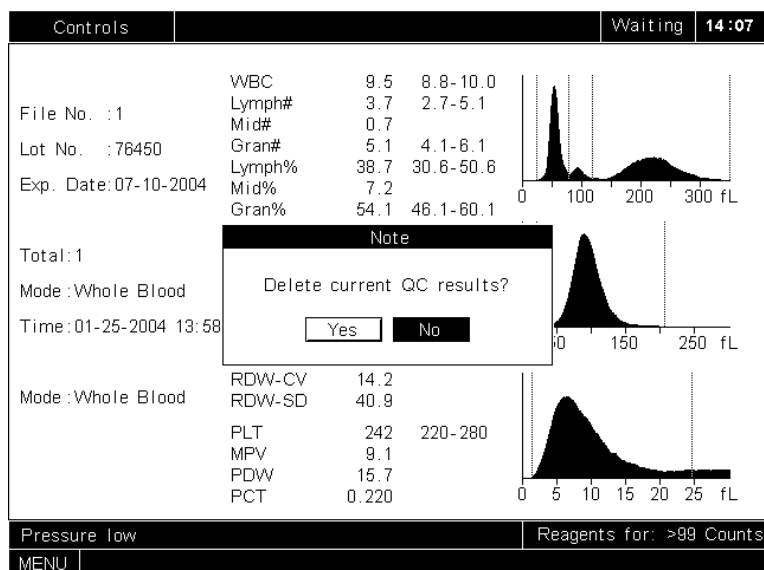 Controls Waiting 14:07
WBC 9.5 8.8-10.0
File No. :1 Lymph# 3.7 2.7-5.1
Mid# 0.7
Lot No. :76450 Gran# 5.1 4.1-6.1
Lymph% 38.7 30.6-50.6
Exp. Date:07-10-2004 Mid% 7.2
Gran% 54.1 46.1-60.1
0 100 200 300 fL
Note
Total:1
Delete current QC results?
Mode:Whole Blood
Time:01-25-2004 13:58
Yes No
150 250 fL
RDW-CV 14.2
Mode:Whole Blood RDW-SD 40.9
PLT 242 220-280
MPV 9.1
PDW 15.7
PCT 0.220
0 5 10 15 20 25 fL
Pressure low Reagents for: >99 Counts
MENU